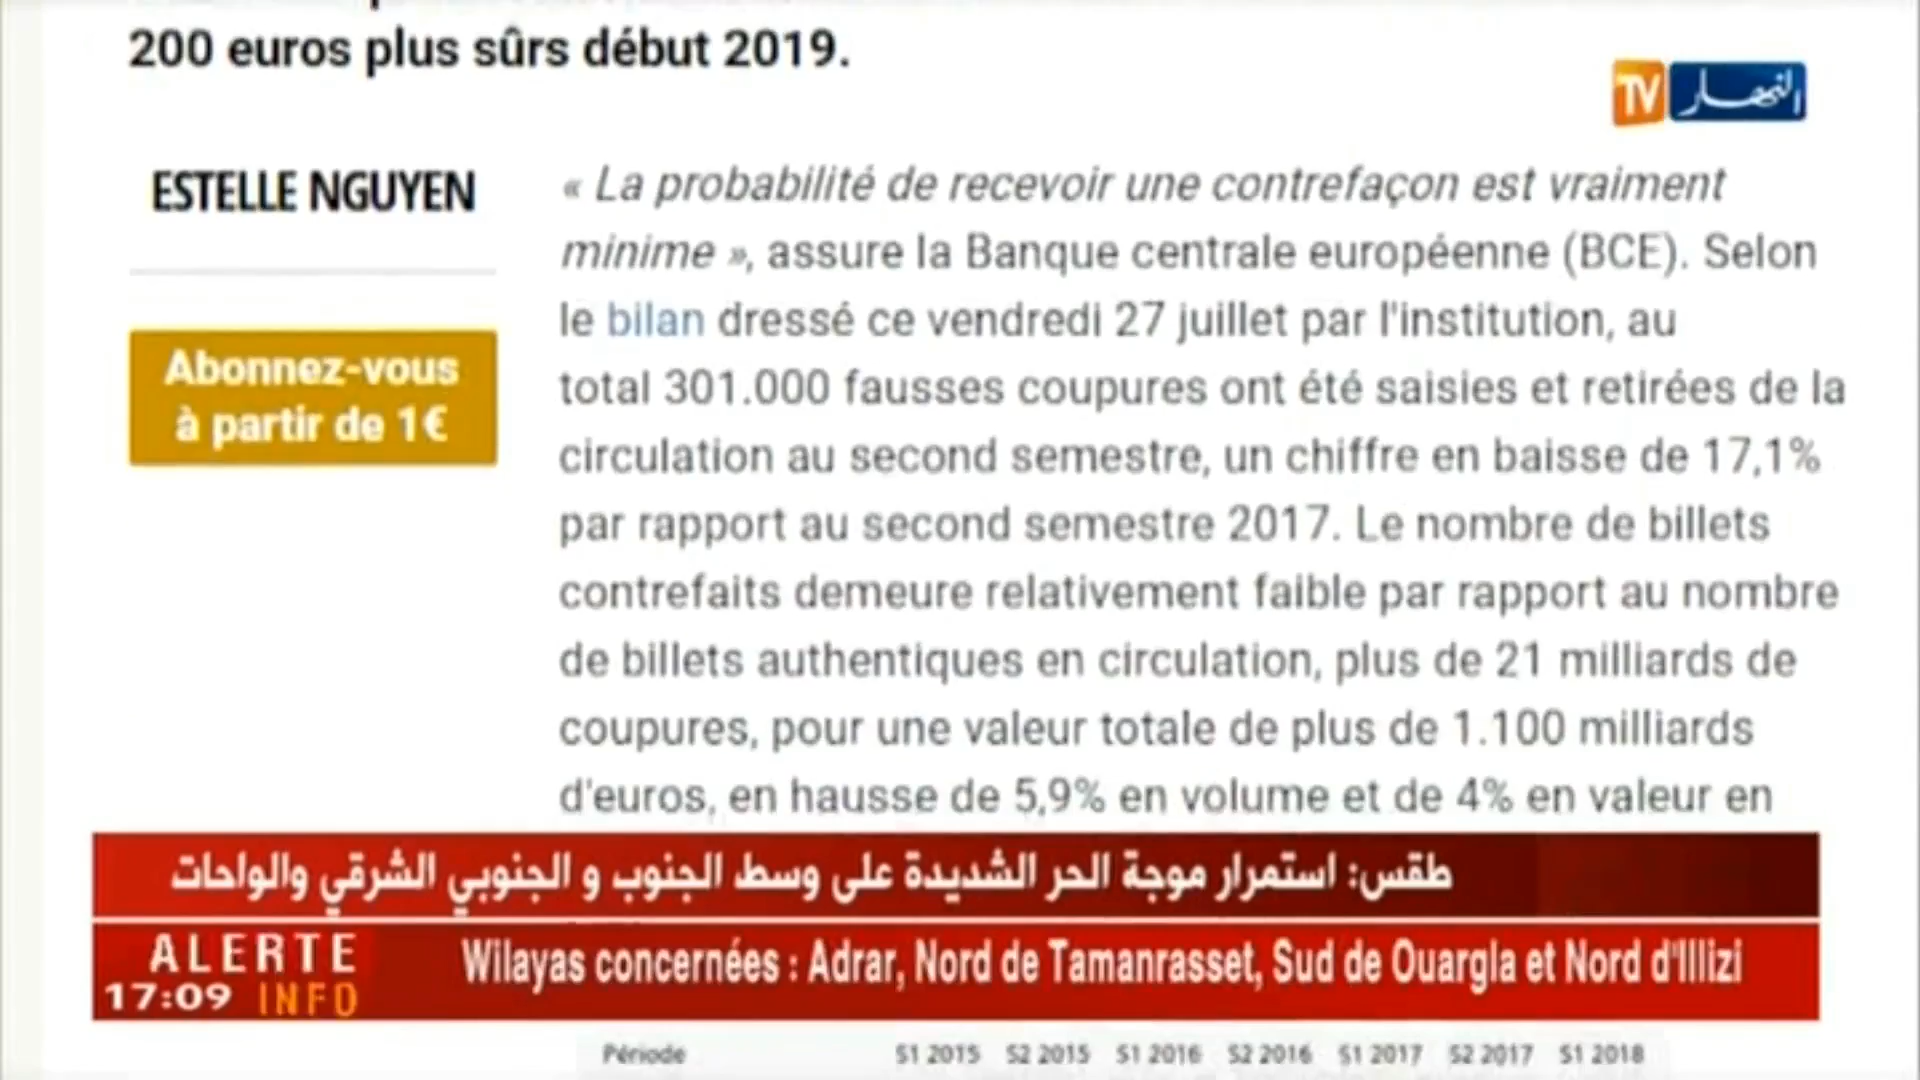 200 euros plus sûrs début 2019.
TV النهار
ESTELLE NGUYEN
Abonnez-vous
à partir de 1€
« La probabilité de recevoir une contrefaçon est vraiment
minime », assure la Banque centrale européenne (BCE). Selon
le bilan dressé ce vendredi 27 juillet par l'institution, au
total 301.000 fausses coupures ont été saisies et retirées de la
circulation au second semestre, un chiffre en baisse de 17,1%
par rapport au second semestre 2017. Le nombre de billets
contrefaits demeure relativement faible par rapport au nombre
de billets authentiques en circulation, plus de 21 milliards de
coupures, pour une valeur totale de plus de 1.100 milliards
d'euros, en hausse de 5,9% en volume et de 4% en valeur en
طقس: استمرار موجة الحر الشديدة على وسط الجنوب و الجنوبي الشرقي والواحات
ALERTE
17:09 INFO
Wilayas concernées : Adrar, Nord de Tamanrasset, Sud de Ouargla et Nord d'Illizi
Période S1 2015 S2 2015 S1 2016 S2 2016 S1 2017 S2 2017 S1 2018